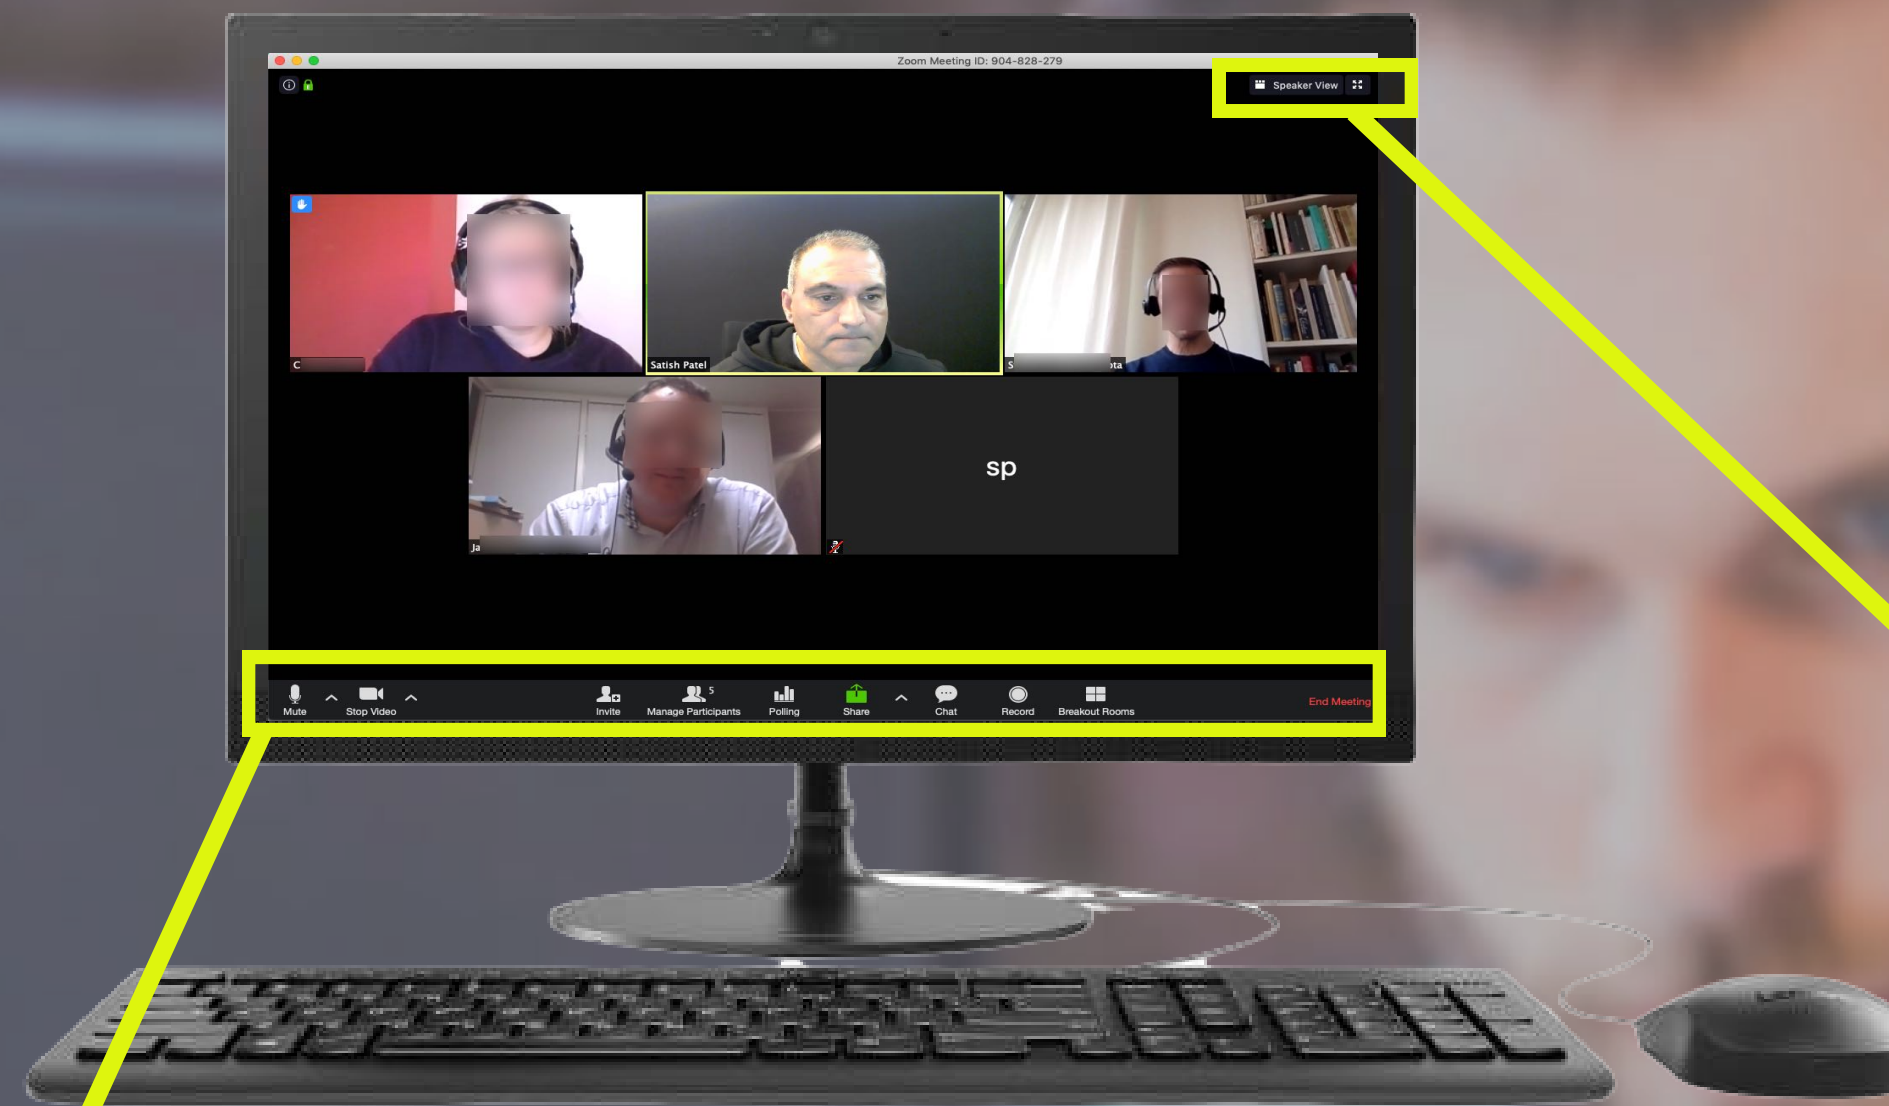 Zoom Meeting ID: 904-828-279
Speaker View
C
Satish Patel
S
ota
Ja
sp
Mute
Stop Video
Invite
Manage Participants
5
Polling
Share
Chat
Record
Breakout Rooms
End Meeting